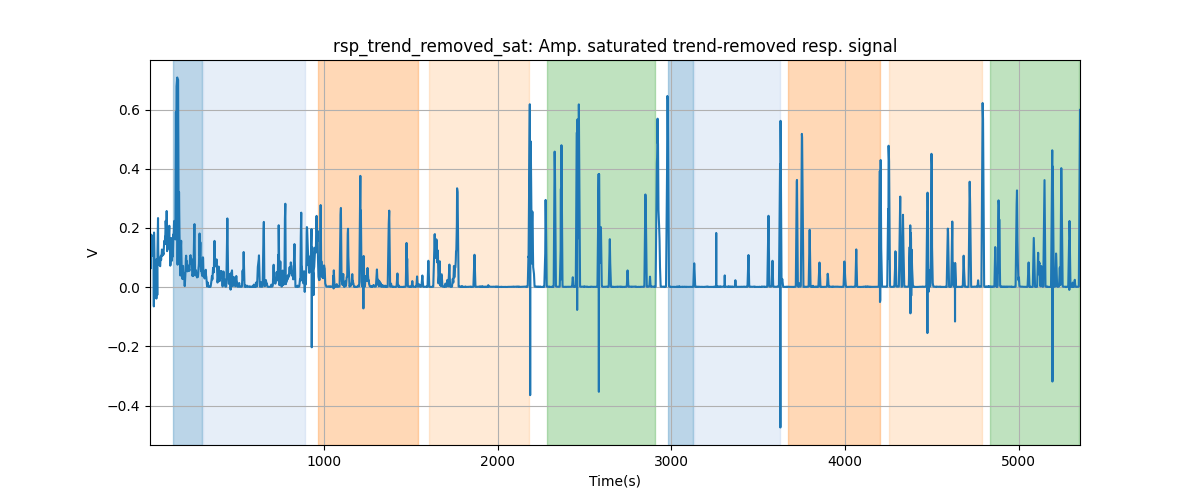 rsp_trend_removed_sat: Amp. saturated trend-removed resp. signal
0.6
0.4
0.2
0.0
−0.2
−0.4
V
1000 2000 3000 4000 5000
Time(s)